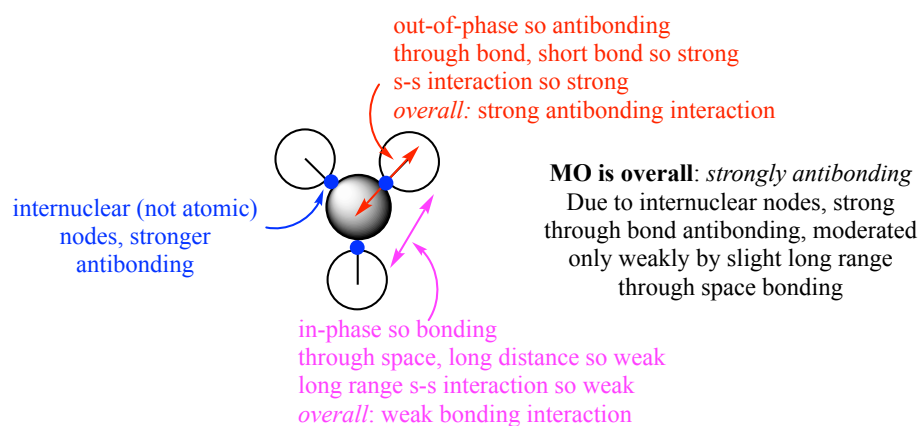 out-of-phase so antibonding
through bond, short bond so strong
s-s interaction so strong
overall: strong antibonding interaction
internuclear (not atomic)
nodes, stronger
antibonding
MO is overall: strongly antibonding
Due to internuclear nodes, strong
through bond antibonding, moderated
only weakly by slight long range
through space bonding
in-phase so bonding
through space, long distance so weak
long range s-s interaction so weak
overall: weak bonding interaction